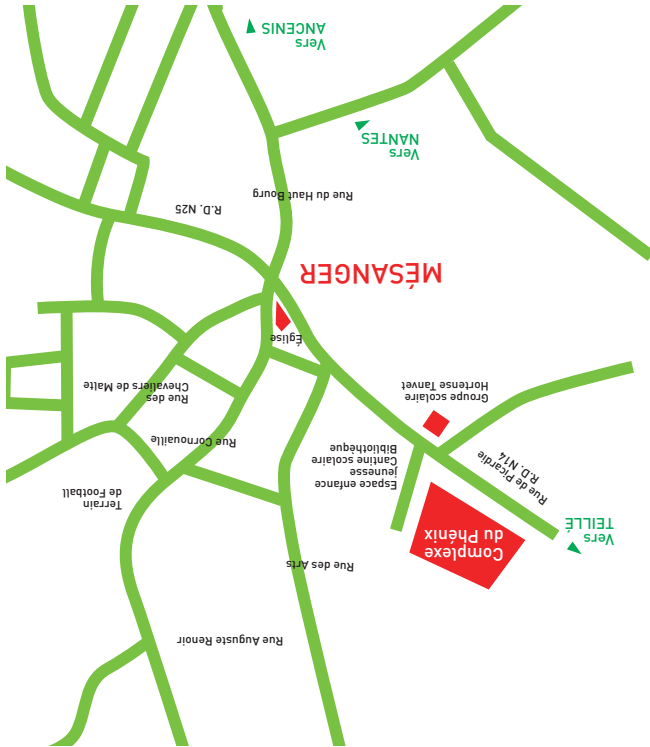 Rue Auguste Renoir
Rue des Arts
Vers
TEILLÉ
Complexe
du Phénix
Rue de Picardie
R.D. N14
Espace enfance
jeunesse
Cantine scolaire
Bibliothèque
Terrain
de Football
Rue Cornouaille
Groupe scolaire
Hortense Tanvet
Rue des
Chevaliers de Malte
Église
MÉSANGER
R.D. N25
Rue du Haut Bourg
Vers
NANTES
Vers
ANCENIS